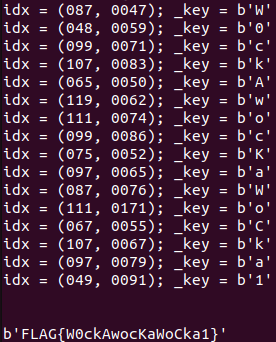 idx = (087, 0047); _key = b'W'
idx = (048, 0059); _key = b'0'
idx = (099, 0071); _key = b'c'
idx = (107, 0083); _key = b'k'
idx = (065, 0050); _key = b'A'
idx = (119, 0062); _key = b'w'
idx = (111, 0074); _key = b'o'
idx = (099, 0086); _key = b'c'
idx = (075, 0052); _key = b'K'
idx = (097, 0065); _key = b'a'
idx = (087, 0076); _key = b'W'
idx = (111, 0171); _key = b'o'
idx = (067, 0055); _key = b'C'
idx = (107, 0067); _key = b'k'
idx = (097, 0079); _key = b'a'
idx = (049, 0091); _key = b'1'
b'FLAG{W0ckAwocKaWoCka1}'